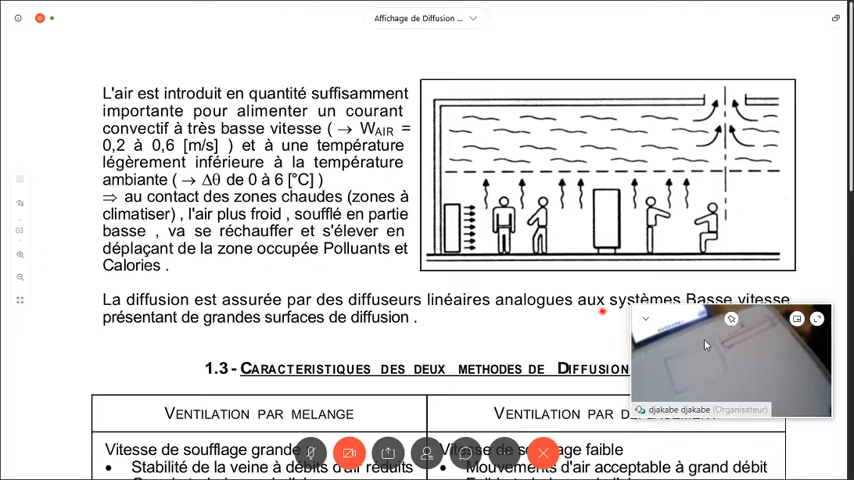 Affichage de Diffusion ...
L'air est introduit en quantité suffisamment
importante pour alimenter un courant
convectif à très basse vitesse ( → WAIR =
0,2 à 0,6 [m/s] ) et à une température
légèrement inférieure à la température
ambiante ( → Δθ de 0 à 6 [°C] )
⇒ au contact des zones chaudes (zones à
climatiser) , l'air plus froid , soufflé en partie
basse , va se réchauffer et s'élever en
déplaçant de la zone occupée Polluants et
Calories .
03
La diffusion est assurée par des diffuseurs linéaires analogues aux systèmes Basse vitesse
présentant de grandes surfaces de diffusion .
1.3 - CARACTERISTIQUES DES DEUX METHODES DE DIFFUSION
djakabe djakabe (Organisateur)
VENTILATION PAR MELANGE
VENTILATION PAR
Vitesse de soufflage grande :
Vitesse de soufflage faible
• Stabilité de la veine à débits d'air réduits
• Mouvements d'air acceptable à grand débit